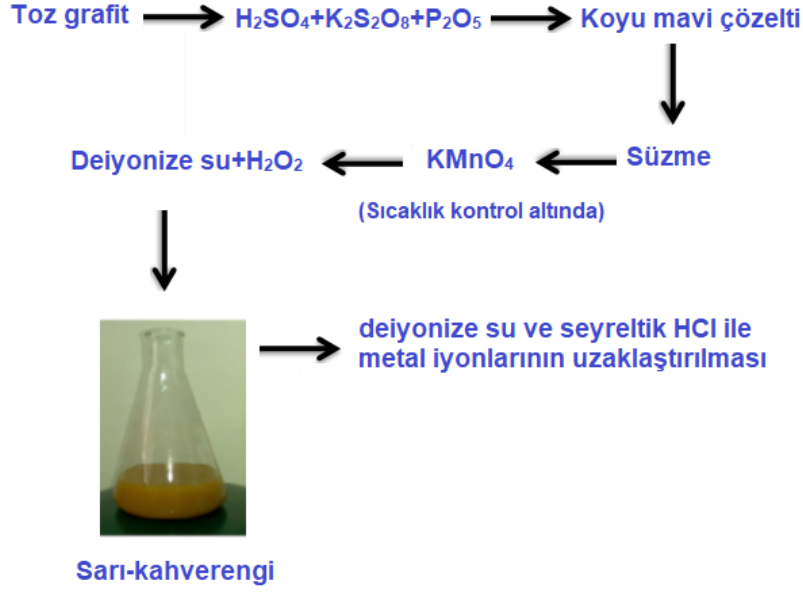 Toz grafit
H₂SO₄+K₂S₂O₈+P₂O₅
Koyu mavi çözelti
Süzme
KMnO₄
(Sıcaklık kontrol altında)
Deiyonize su+H₂O₂
Sarı-kahverengi
deiyonize su ve seyreltik HCl ile
metal iyonlarının uzaklaştırılması